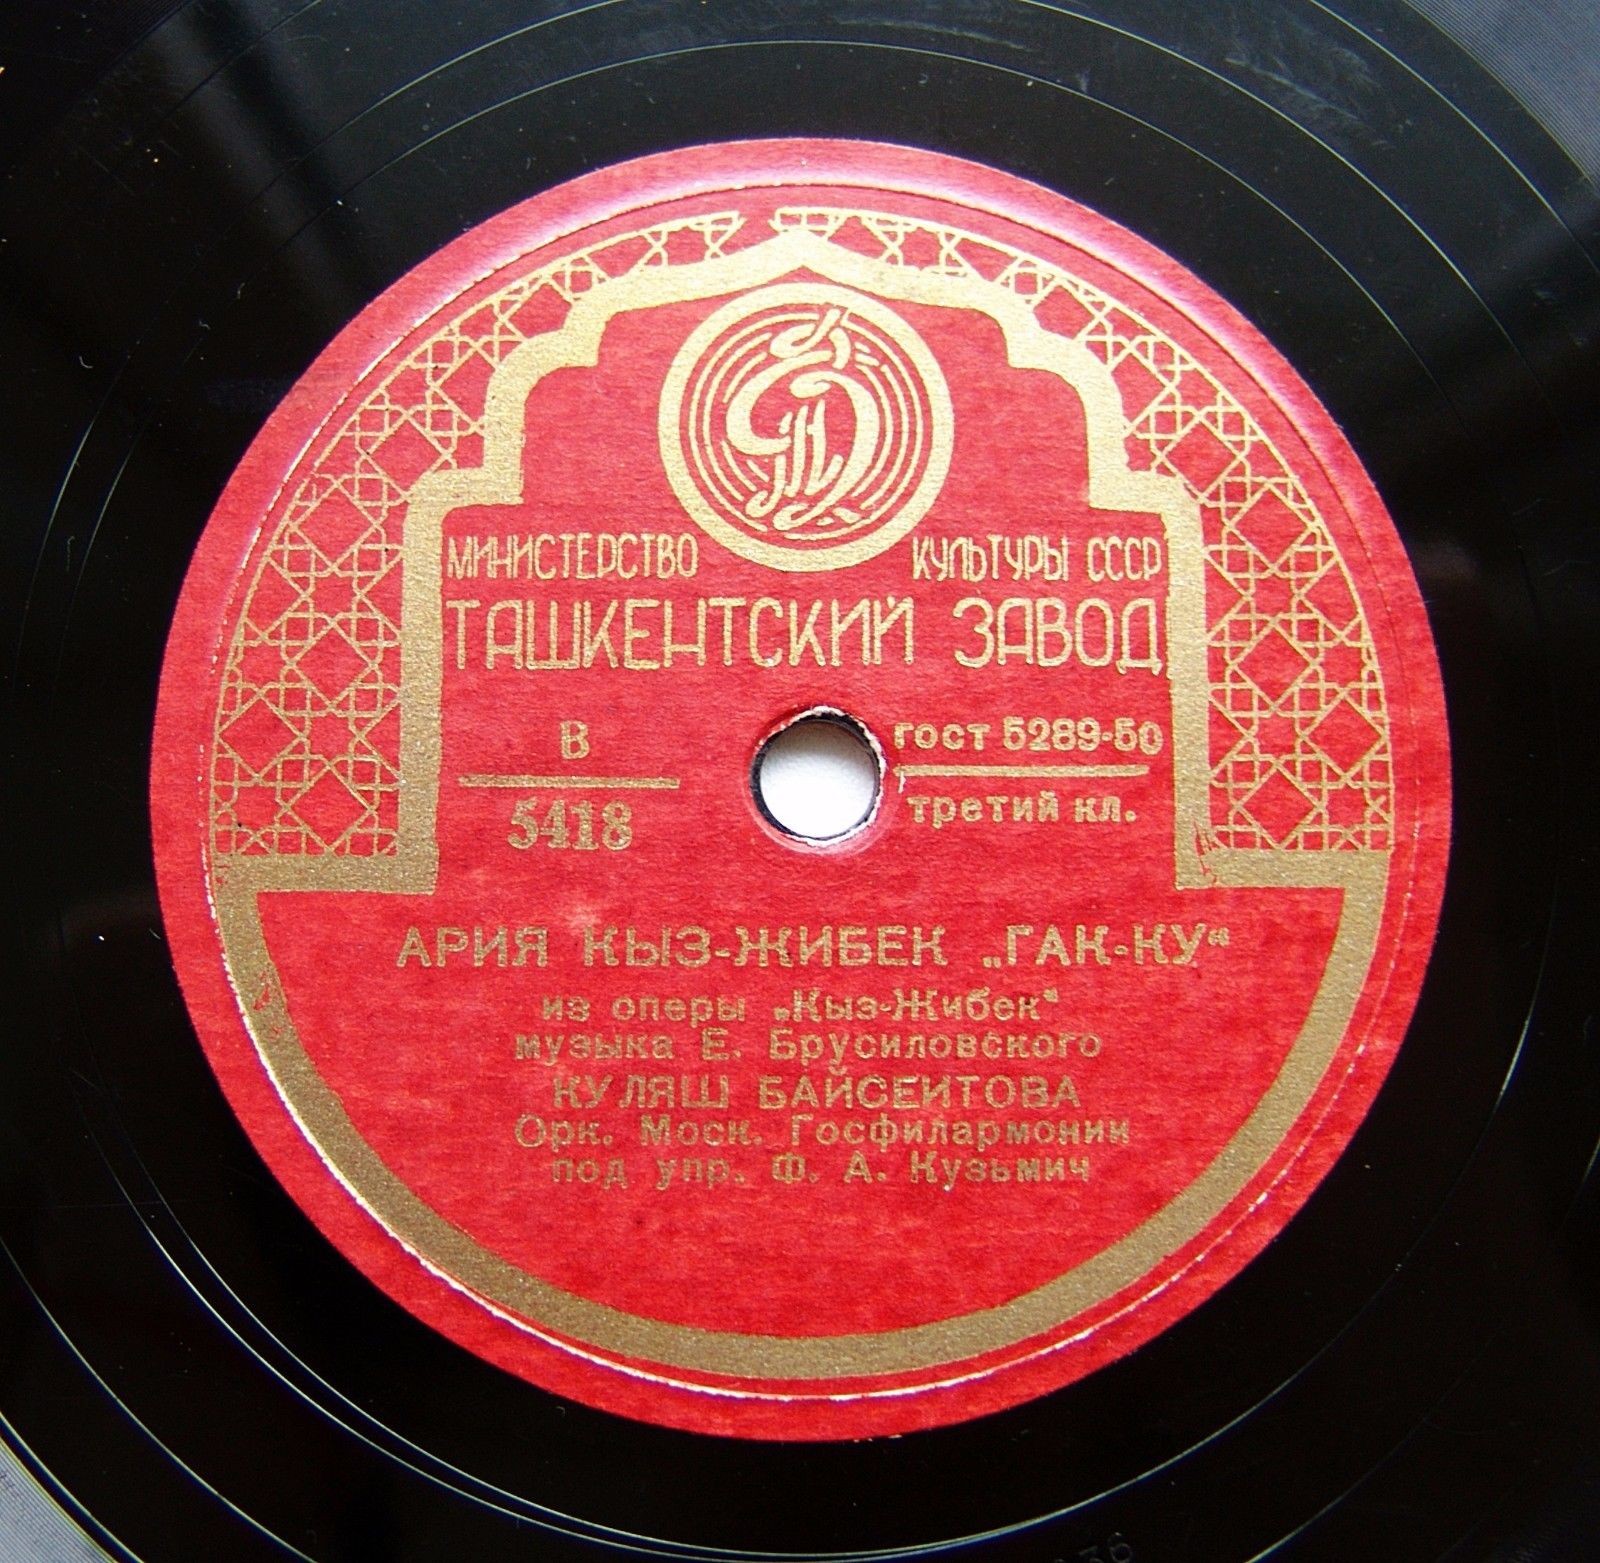 МИНИСТЕРСТВО КУЛЬТУРЫ СССР
ТАШКЕНТСКИЙ ЗАВОД
В
5418
ГОСТ 5289-50
третий кл.
АРИЯ КЫЗ-ЖИБЕК „ГАК-КУ“
из оперы „Кыз-Жибек“
музыка Е. Брусиловского
КУЛЯШ БАЙСЕИТОВА
Орк. Моск. Госфилармонии
под упр. Ф. А. Кузьмич